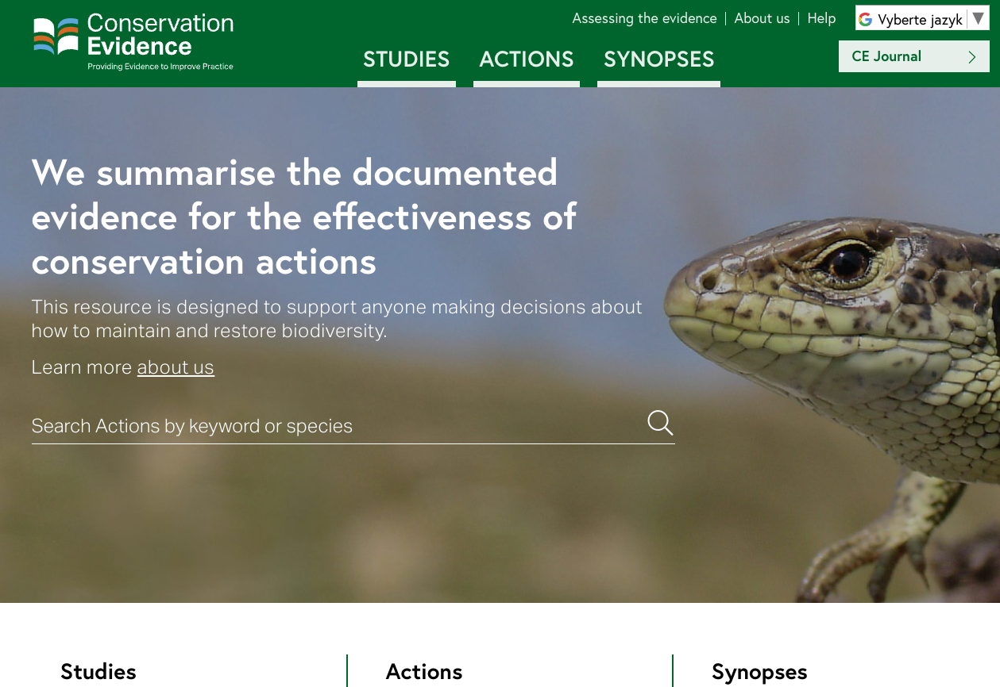 Conservation
Evidence
Providing Evidence to Improve Practice
Assessing the evidence
About us
Help
Vyberte jazyk ▼
STUDIES
ACTIONS
SYNOPSES
CE Journal
We summarise the documented
evidence for the effectiveness of
conservation actions
This resource is designed to support anyone making decisions about
how to maintain and restore biodiversity.
Learn more about us
Search Actions by keyword or species
Studies
Actions
Synopses